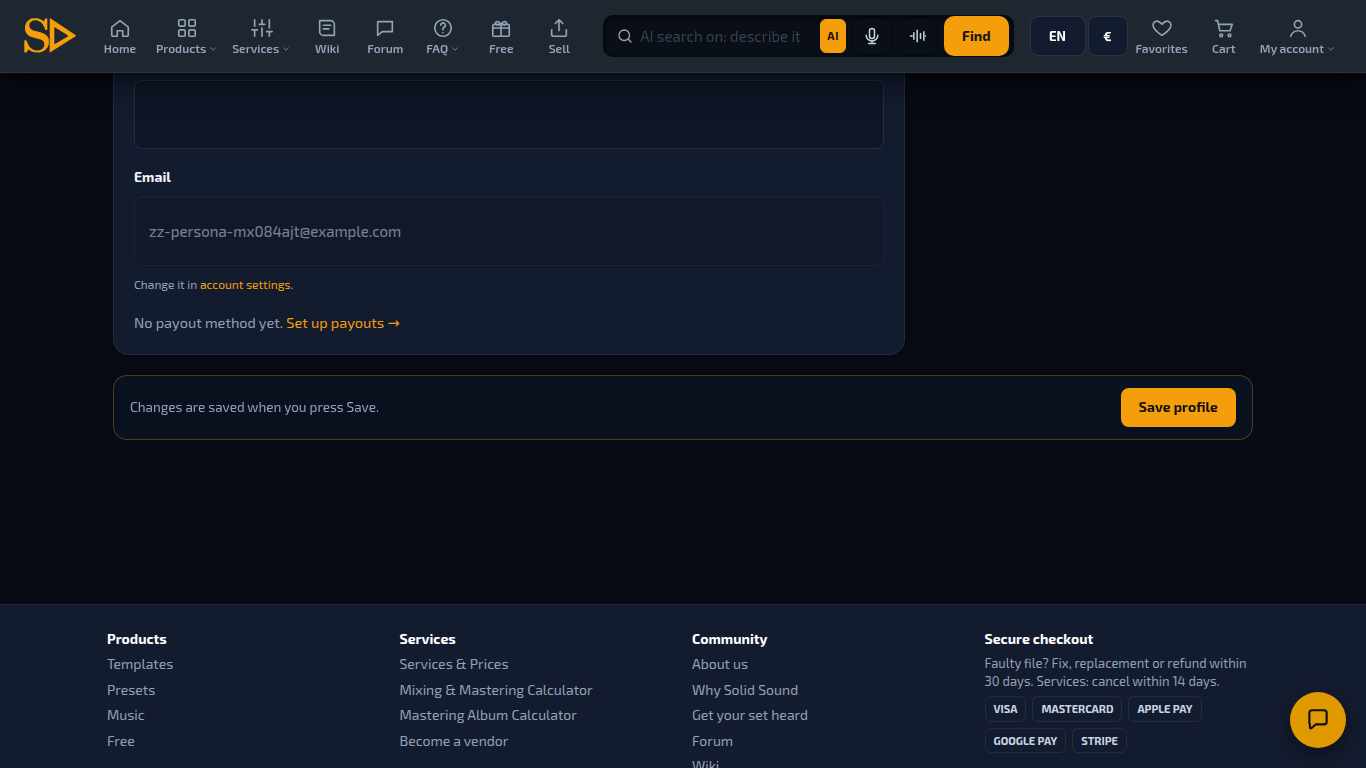 SD
Home
Products
Services
Wiki
Forum
FAQ
Free
Sell
AI search on: describe it
AI
Find
EN
€
Favorites
Cart
My account
Email
zz-persona-mx084ajt@example.com
Change it in account settings.
No payout method yet. Set up payouts →
Changes are saved when you press Save.
Save profile
Products
Templates
Presets
Music
Free
Services
Services & Prices
Mixing & Mastering Calculator
Mastering Album Calculator
Become a vendor
Community
About us
Why Solid Sound
Get your set heard
Forum
Wiki
Secure checkout
Faulty file? Fix, replacement or refund within
30 days. Services: cancel within 14 days.
VISA
MASTERCARD
APPLE PAY
GOOGLE PAY
STRIPE